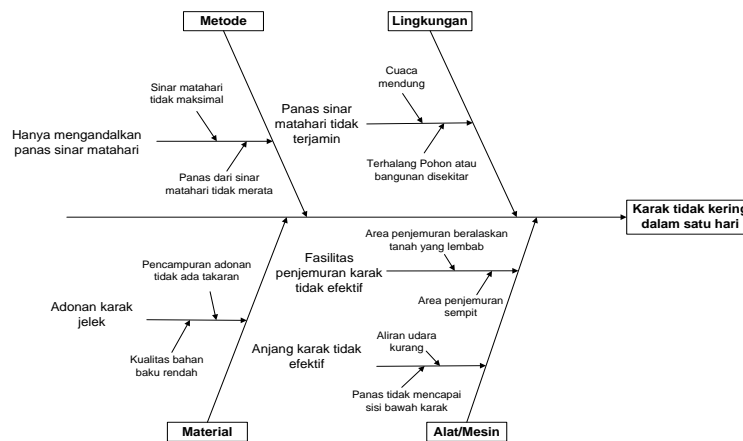 Metode
Lingkungan
Sinar matahari
tidak maksimal
Hanya mengandalkan
panas sinar matahari
Panas dari sinar
matahari tidak merata
Cuaca
mendung
Panas sinar
matahari tidak
terjamin
Terhalang Pohon atau
bangunan disekitar
Karak tidak kering
dalam satu hari
Pencampuran adonan
tidak ada takaran
Adonan karak
jelek
Kualitas bahan
baku rendah
Area penjemuran beralaskan
tanah yang lembab
Fasilitas
penjemuran karak
tidak efektif
Area penjemuran
sempit
Aliran udara
kurang
Anjang karak tidak
efektif
Panas tidak mencapai
sisi bawah karak
Material
Alat/Mesin